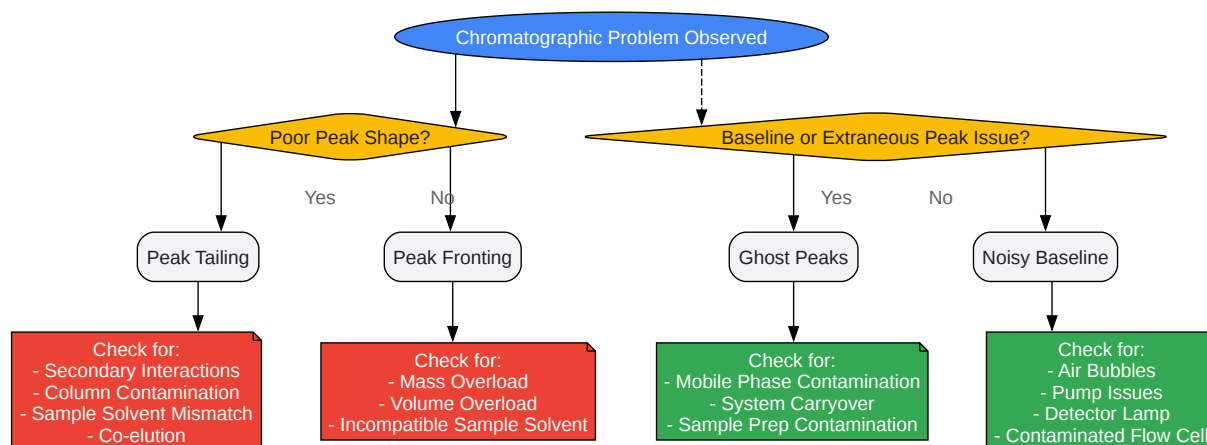 Chromatographic Problem Observed
Poor Peak Shape?
Baseline or Extraneous Peak Issue?
Yes
No
Yes
No
Peak Tailing
Peak Fronting
Ghost Peaks
Noisy Baseline
Check for:
- Secondary Interactions
- Column Contamination
- Sample Solvent Mismatch
- Co-elution
Check for:
- Mass Overload
- Volume Overload
- Incompatible Sample Solvent
Check for:
- Mobile Phase Contamination
- System Carryover
- Sample Prep Contamination
Check for:
- Air Bubbles
- Pump Issues
- Detector Lamp
- Contaminated Flow Cell